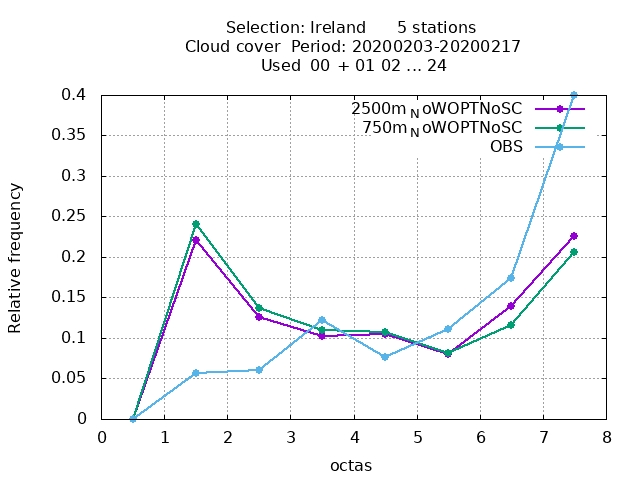 Selection: Ireland      5 stations
Cloud cover  Period: 20200203-20200217
Used  00  + 01 02 ... 24
0.4
0.35
0.3
0.25
0.2
0.15
0.1
0.05
0
Relative frequency
2500m_NoWOPTNoSC
750m_NoWOPTNoSC
OBS
0 1 2 3 4 5 6 7 8
octas